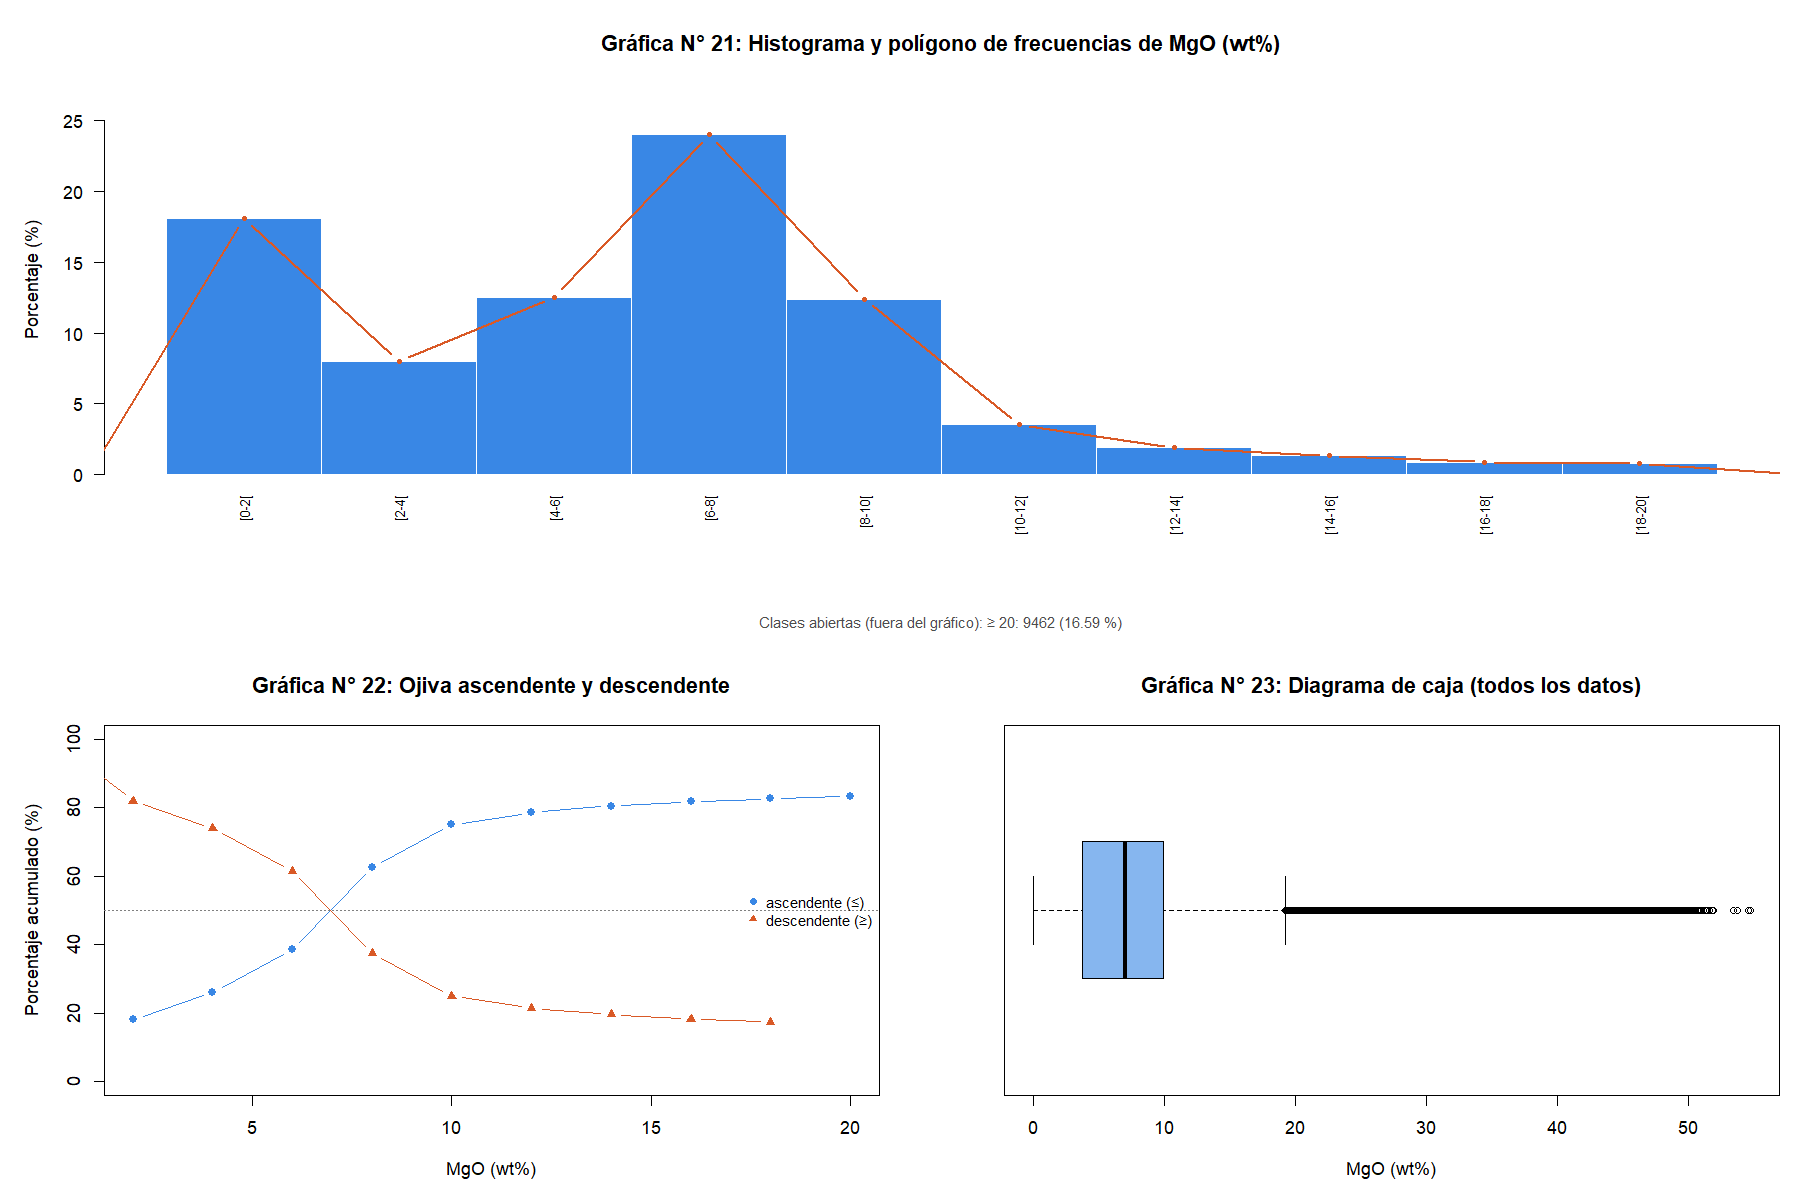 Gráfica N° 21: Histograma y polígono de frecuencias de MgO (wt%)
Porcentaje (%)
25
20
15
10
5
0
[0-2[
[2-4[
[4-6[
[6-8[
[8-10[
[10-12[
[12-14[
[14-16[
[16-18[
[18-20[
Clases abiertas (fuera del gráfico): ≥ 20: 9462 (16.59 %)
Gráfica N° 22: Ojiva ascendente y descendente
Porcentaje acumulado (%)
100
80
60
40
20
0
ascendente (≤)
descendente (≥)
5 10 15 20
MgO (wt%)
Gráfica N° 23: Diagrama de caja (todos los datos)
0 10 20 30 40 50
MgO (wt%)